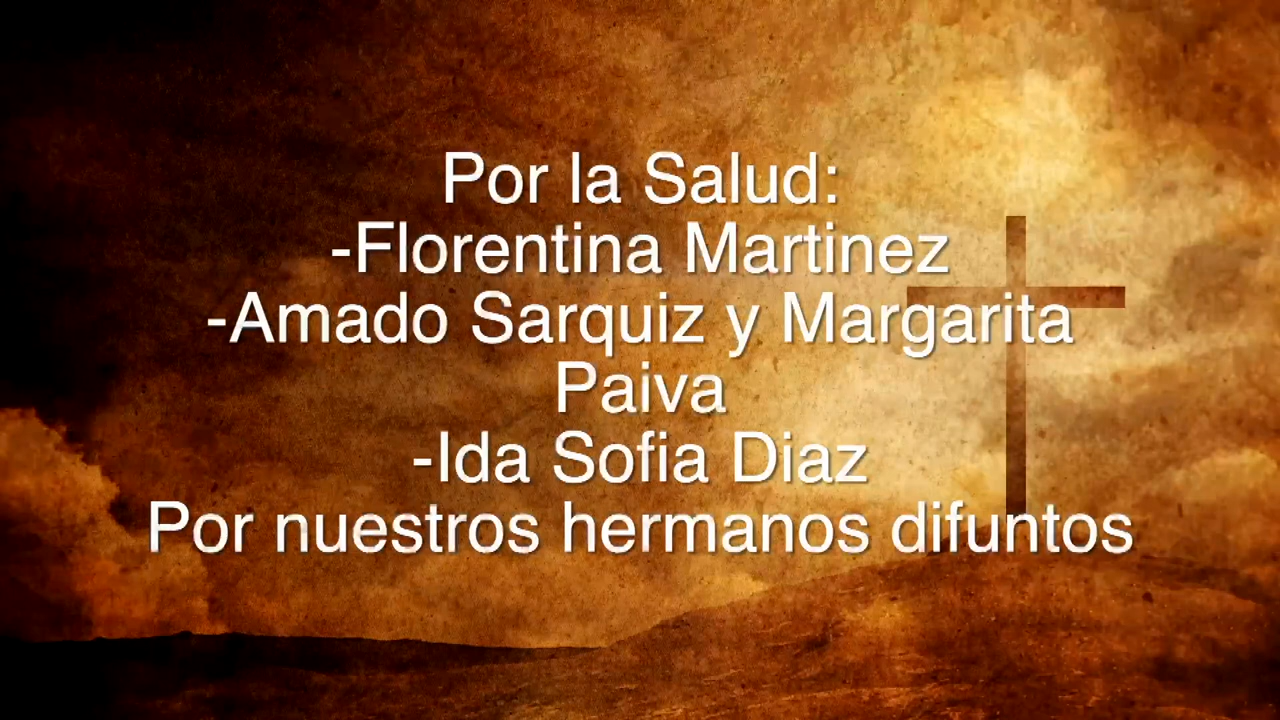 Por la Salud:
-Florentina Martinez
-Amado Sarquiz y Margarita
Paiva
-Ida Sofia Diaz
Por nuestros hermanos difuntos